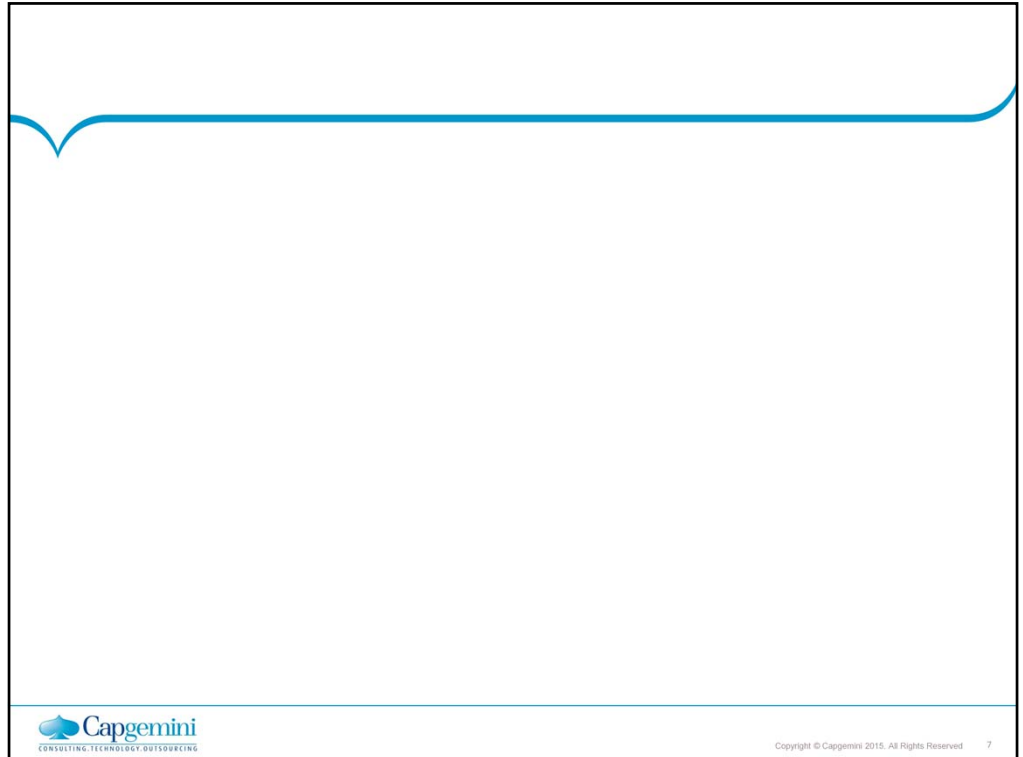 Capgemini
CONSULTING.TECHNOLOGY.OUTSOURCING
Copyright © Capgemini 2015. All Rights Reserved 7